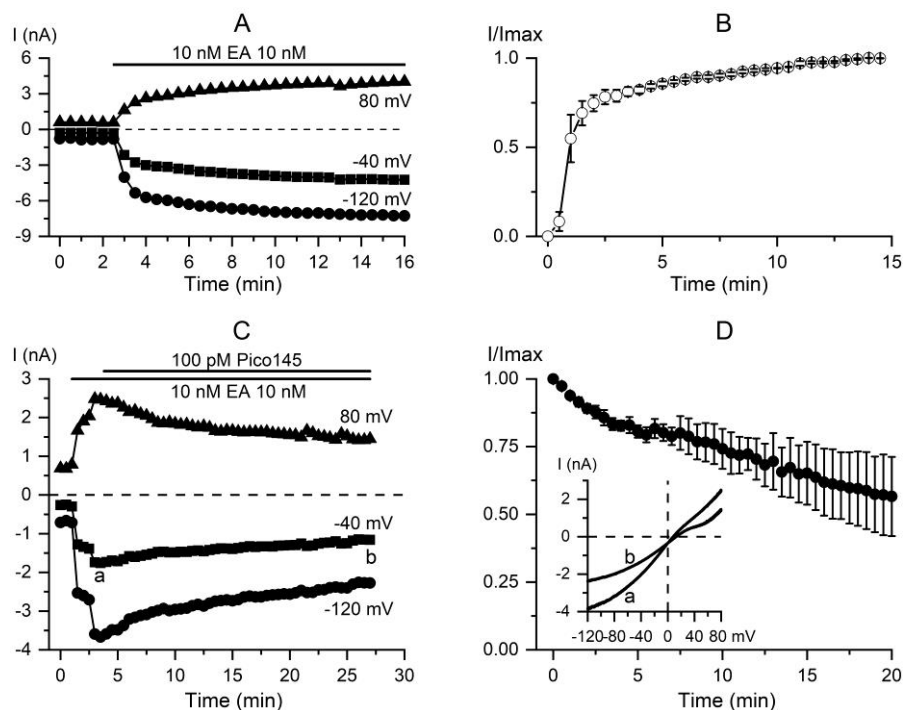 A
I (nA)
10 nM EA 10 nM
6
3
0
-3
-6
-9
80 mV
-40 mV
-120 mV
0 2 4 6 8 10 12 14 16
Time (min)
B
I/Imax
1.0
0.5
0.0
0 5 10 15
Time (min)
C
I (nA)
100 pM Pico145
10 nM EA 10 nM
3
2
1
0
-1
-2
-3
-4
80 mV
-40 mV
a
b
-120 mV
0 5 10 15 20 25 30
Time (min)
D
I/Imax
1.00
0.75
0.50
0.25
0.00
I (nA)
2
0
-2
-4
b
a
-120 -80 -40 0 40 80 mV
0 5 10 15 20
Time (min)